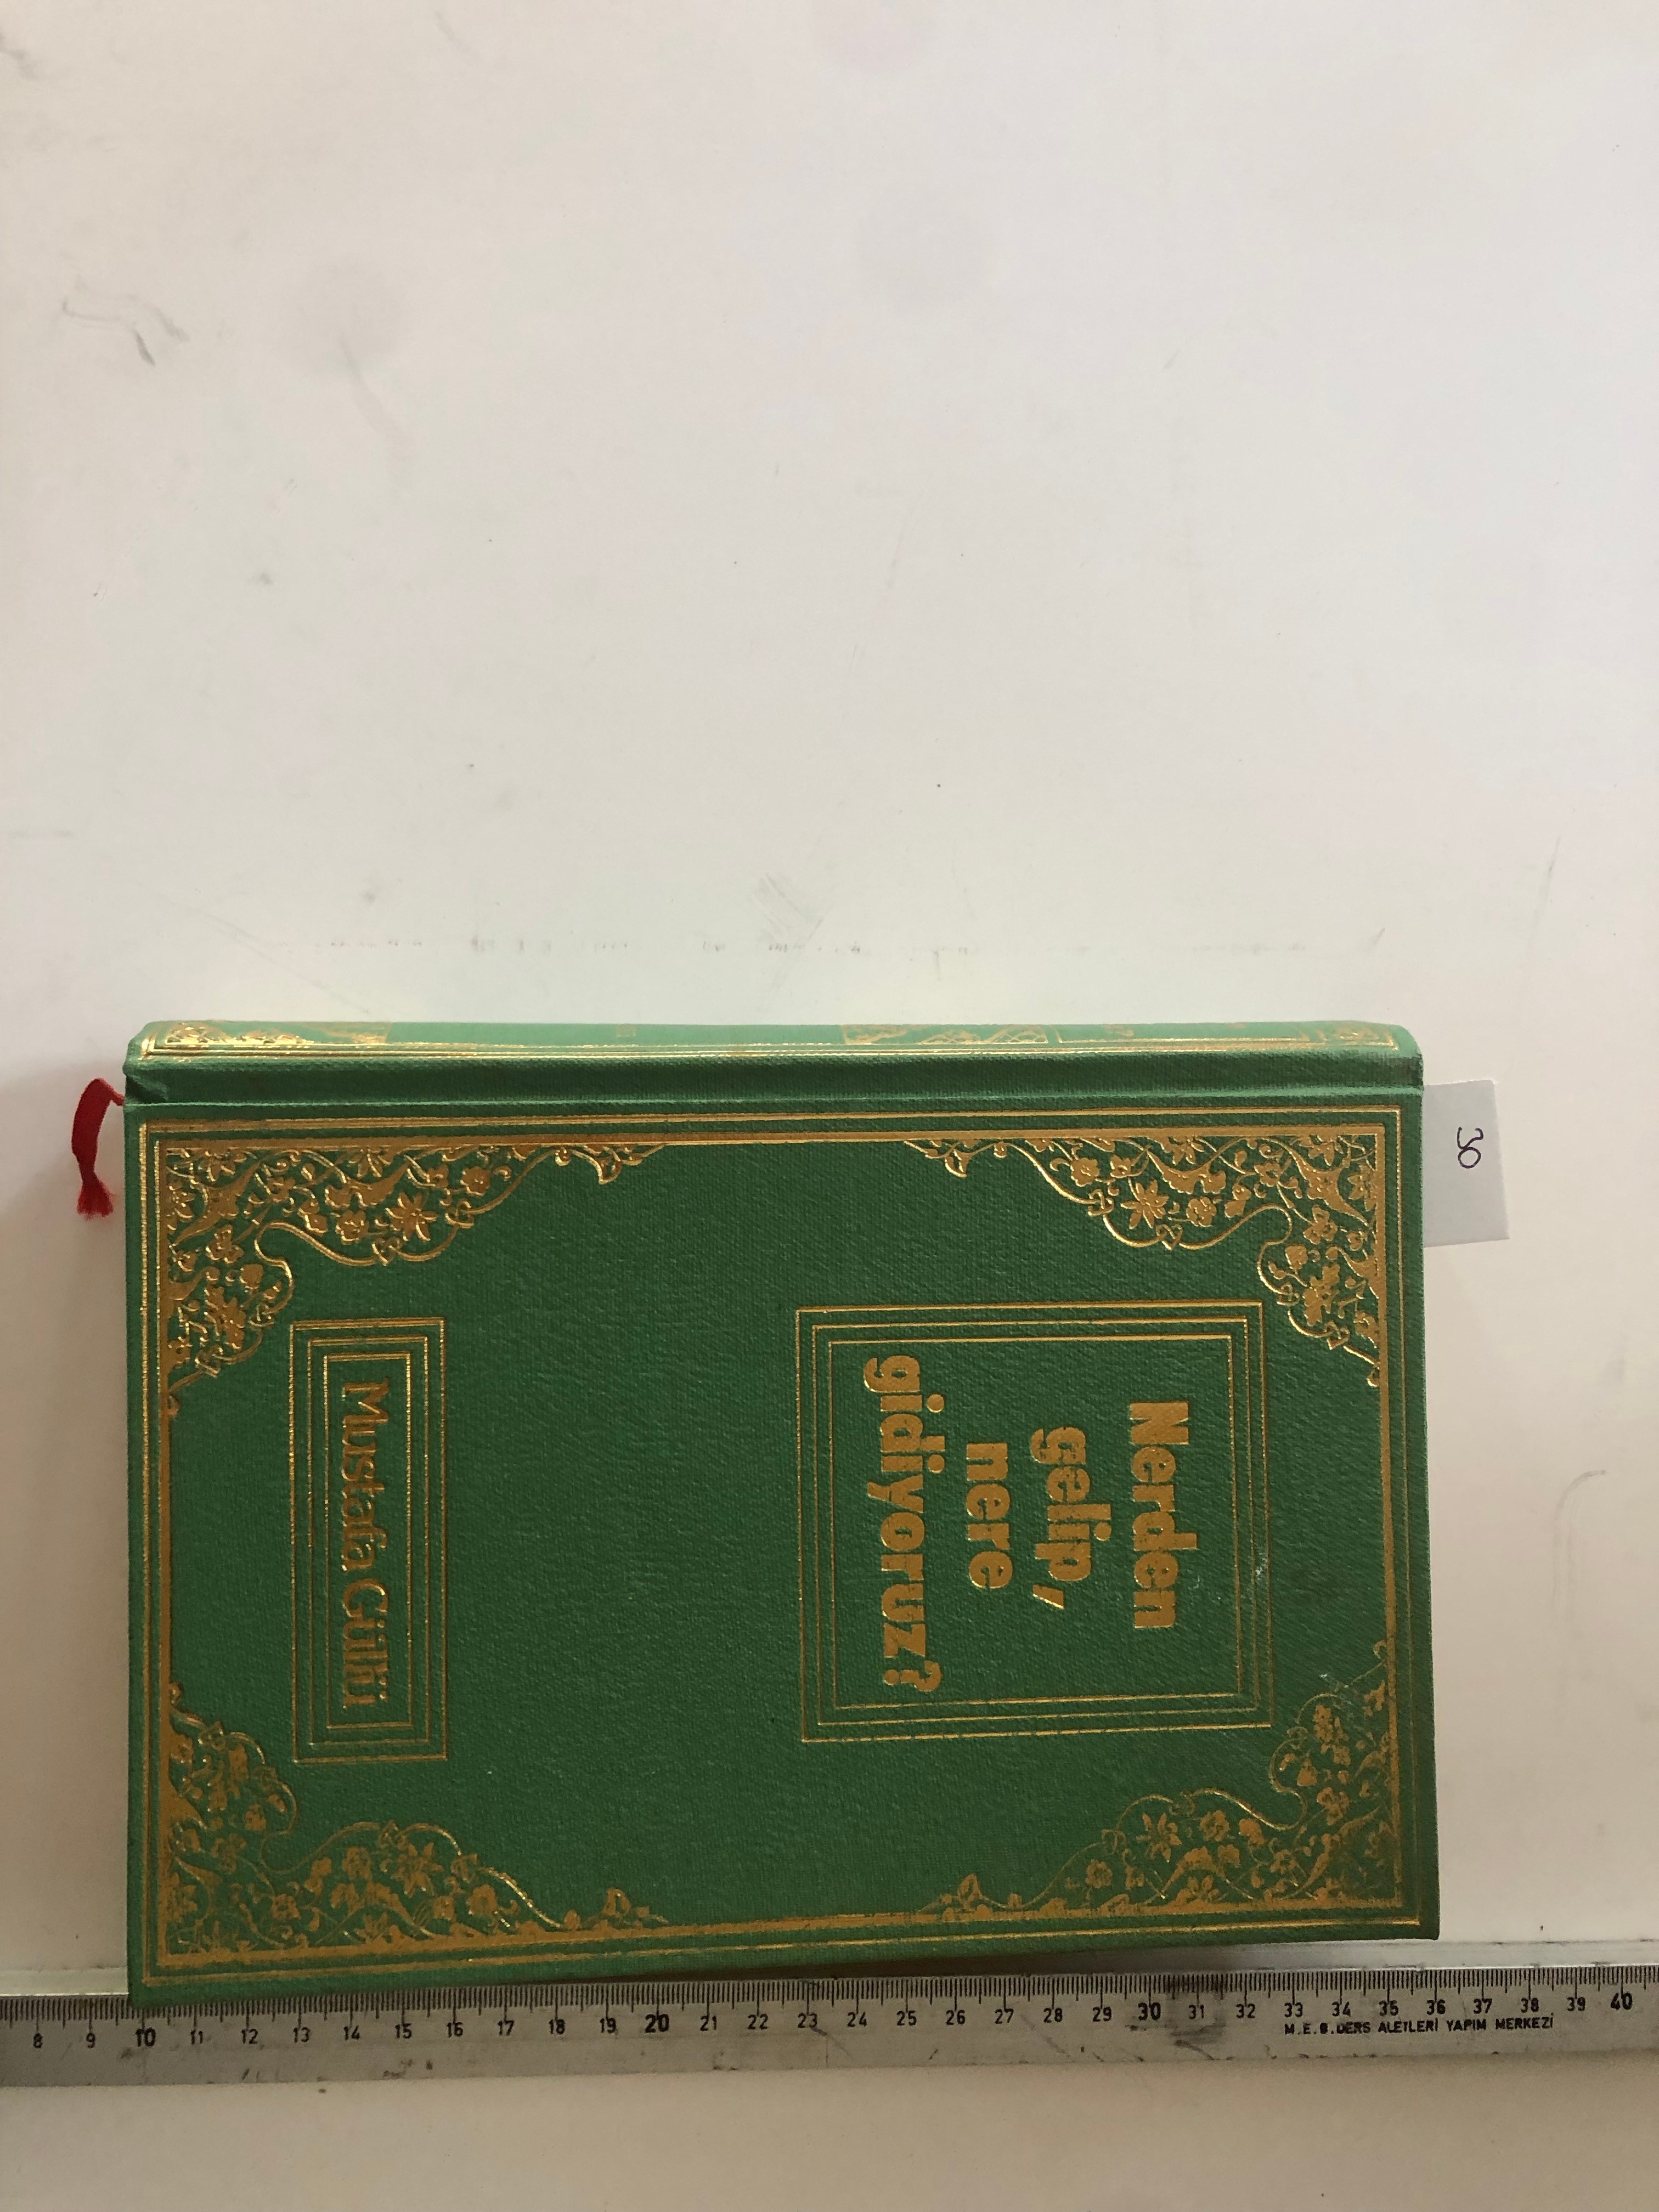 Nerden
gelip,
nere
gidiyoruz?
Mustafa Güllü
30
8 9 10 11 12 13 14 15 16 17 18 19 20 21 22 23 24 25 26 27 28 29 30 31 32 33 34 35 36 37 38 39 40
M.E.B.DERS ALETLERİ YAPIM MERKEZİ